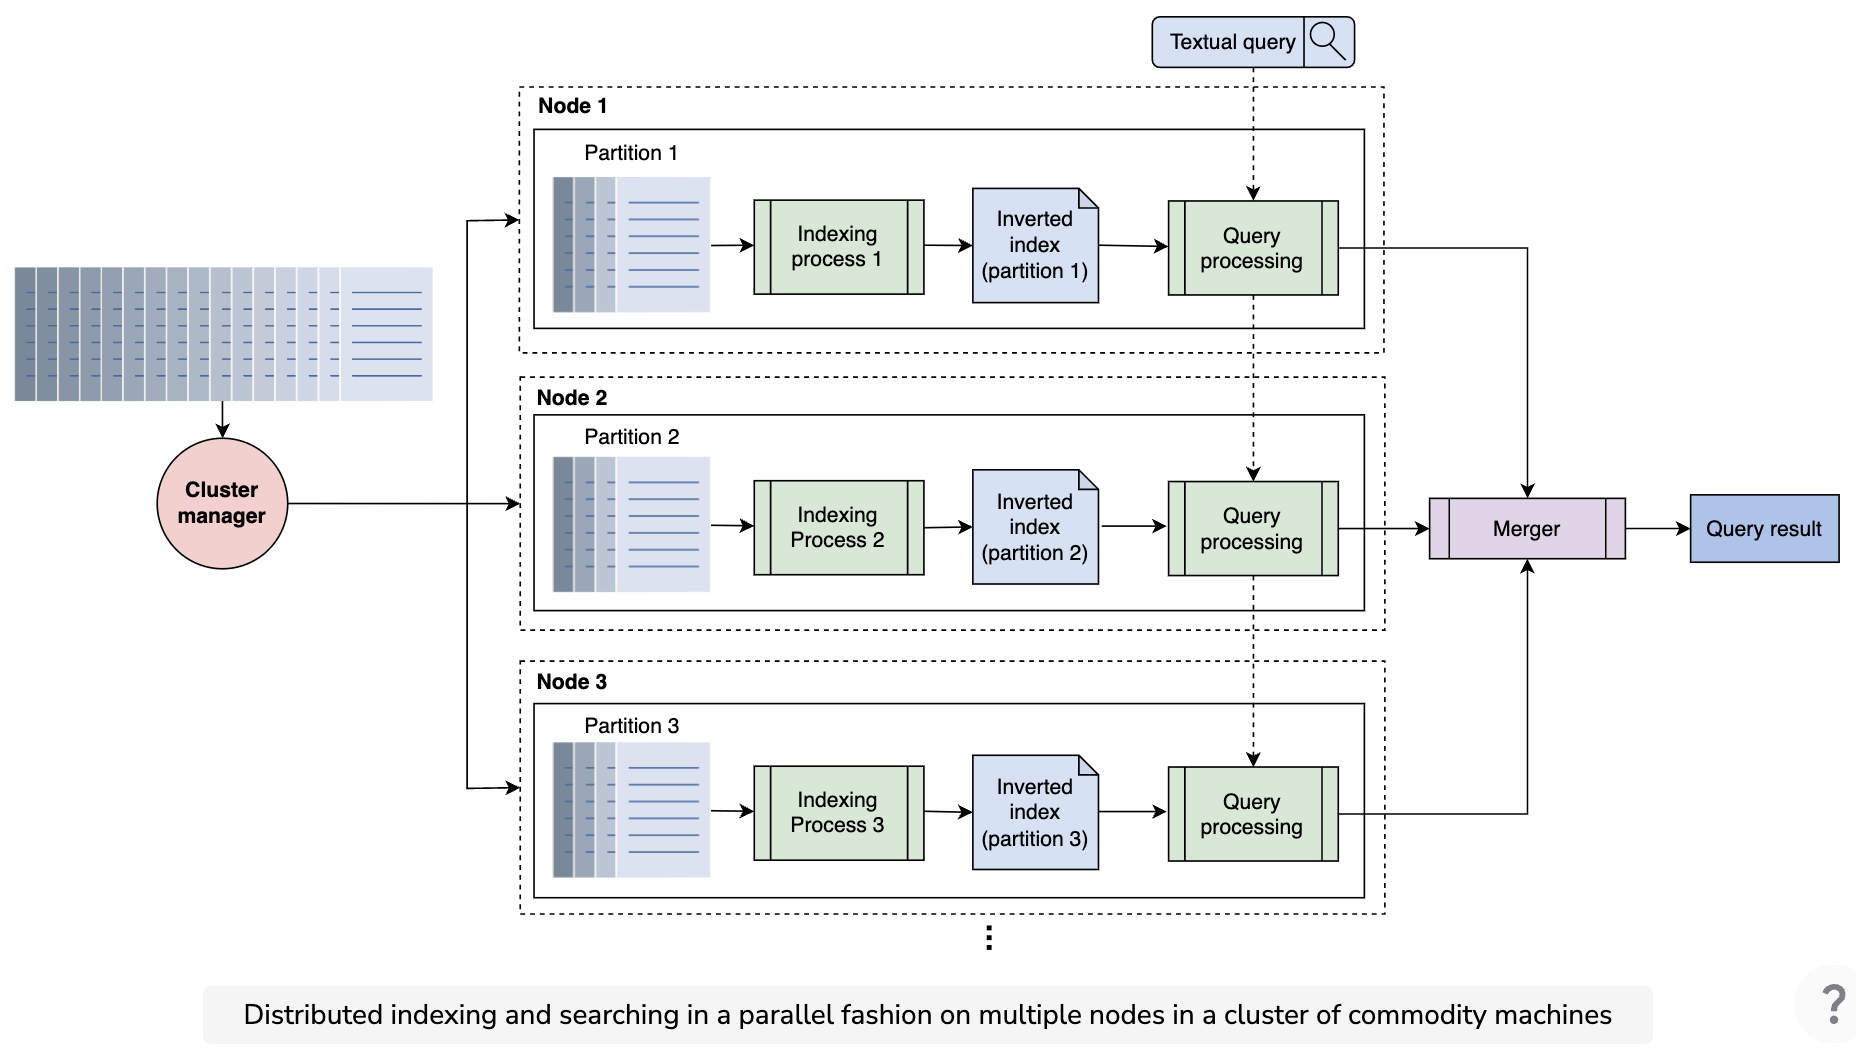 Textual query
Node 1
Partition 1
Indexing
process 1
Inverted
index
(partition 1)
Query
processing
Cluster
manager
Node 2
Partition 2
Indexing
Process 2
Inverted
index
(partition 2)
Query
processing
Merger
Query result
Node 3
Partition 3
Indexing
Process 3
Inverted
index
(partition 3)
Query
processing
Distributed indexing and searching in a parallel fashion on multiple nodes in a cluster of commodity machines
?